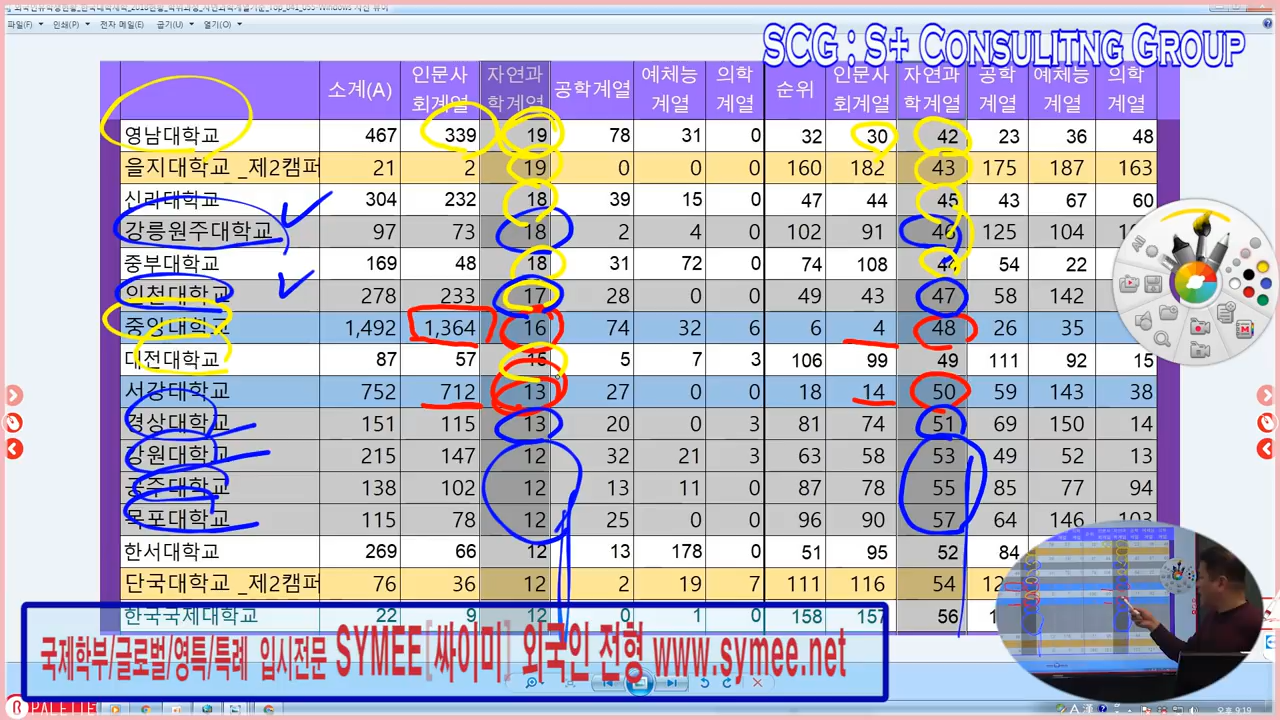 파일(F) 인쇄(P) 전자 메일(E) 굽기(U) 열기(O)
SCG : S+ CONSULITNG GROUP
소계(A) 인문사회계열 자연과학계열 공학계열 예체능계열 의학계열 순위 인문사회계열 자연과학계열 공학계열 예체능계열 의학계열
영남대학교 467 339 19 78 31 0 32 30 42 23 36 48
을지대학교 _제2캠퍼 21 2 19 0 0 0 160 182 43 175 187 163
신라대학교 304 232 18 39 15 0 47 44 45 43 67 60
강릉원주대학교 97 73 18 2 4 0 102 91 46 125 104
중부대학교 169 48 18 31 72 0 74 108 54 22
인천대학교 278 233 17 28 0 0 49 43 47 58 142
중앙대학교 1,492 1,364 16 74 32 6 6 4 48 26 35
대전대학교 87 57 15 5 7 3 106 99 49 111 92 15
서강대학교 752 712 13 27 0 0 18 14 50 59 143 38
경상대학교 151 115 13 20 0 3 81 74 51 69 150 14
강원대학교 215 147 12 32 21 3 63 58 53 49 52 13
공주대학교 138 102 12 13 11 0 87 78 55 85 77 94
목포대학교 115 78 12 25 0 0 96 90 57 64 146 103
한서대학교 269 66 12 13 178 0 51 95 52 84
단국대학교 _제2캠퍼 76 36 12 2 19 7 111 116 54
한국국제대학교 22 9 12 0 1 0 158 157 56
국제학부/글로벌/영특/특례 입시전문 SYMEE[싸이미] 외국인 전형 www.symee.net
PALETTE
오후 9:19